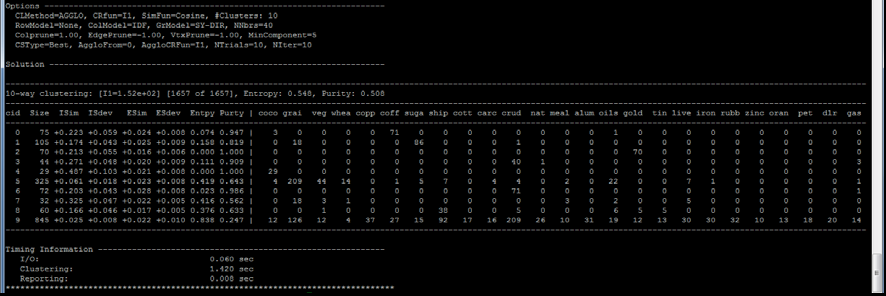 Options
CLMethod=AGGLO, CRfun=I1, SimFun=Cosine, #Clusters: 10
RowModel=None, ColModel=IDF, GrModel=SY-DIR, NNbrs=40
Colprune=1.00, EdgePrune=-1.00, VtxPrune=-1.00, MinComponent=5
CSType=Best, AggloFrom=0, AggloCRFun=I1, NTrials=10, NIter=10
Solution
10-way clustering: [I1=1.52e+02] [1657 of 1657], Entropy: 0.548, Purity: 0.508
cid Size ISim ISdev ESim ESdev Entpy Purty | coco grai veg whea copp coff suga ship cott carc crud nat meal alum oils gold tin live iron rubb zinc oran pet dlr gas
0 75 +0.223 +0.059 +0.024 +0.008 0.074 0.947 | 3 0 0 0 0 71 0 0 0 0 0 0 0 0 1 0 0 0 0 0 0 0 0 0 0
1 105 +0.174 +0.043 +0.025 +0.009 0.158 0.819 | 0 18 0 0 0 0 86 0 0 0 1 0 0 0 0 0 0 0 0 0 0 0 0 0 0
2 70 +0.213 +0.055 +0.016 +0.006 0.000 1.000 | 0 0 0 0 0 0 0 0 0 0 0 0 0 0 0 70 0 0 0 0 0 0 0 0 0
3 44 +0.271 +0.048 +0.020 +0.009 0.111 0.909 | 0 0 0 0 0 0 0 0 0 0 40 1 0 0 0 0 0 0 0 0 0 0 0 0 3
4 29 +0.487 +0.103 +0.021 +0.008 0.000 1.000 | 29 0 0 0 0 0 0 0 0 0 0 0 0 0 0 0 0 0 0 0 0 0 0 0 0
5 325 +0.061 +0.018 +0.023 +0.008 0.419 0.643 | 4 209 44 14 0 1 5 7 0 4 4 0 2 0 22 0 0 7 1 0 0 0 0 0 1
6 72 +0.203 +0.043 +0.028 +0.008 0.023 0.986 | 0 0 0 0 0 0 0 0 0 0 71 0 0 0 0 0 0 0 0 0 0 0 0 0 1
7 32 +0.325 +0.047 +0.022 +0.005 0.416 0.562 | 0 18 3 1 0 0 0 0 0 0 0 0 3 0 2 0 0 5 0 0 0 0 0 0 0
8 60 +0.166 +0.046 +0.017 +0.005 0.376 0.633 | 0 0 1 0 0 0 0 38 0 0 5 0 0 0 6 5 5 0 0 0 0 0 0 0 0
9 845 +0.025 +0.008 +0.022 +0.010 0.838 0.247 | 12 126 12 4 37 27 15 92 17 16 209 26 10 31 19 12 13 30 30 32 10 13 18 20 14
Timing Information
I/O: 0.060 sec
Clustering: 1.420 sec
Reporting: 0.008 sec